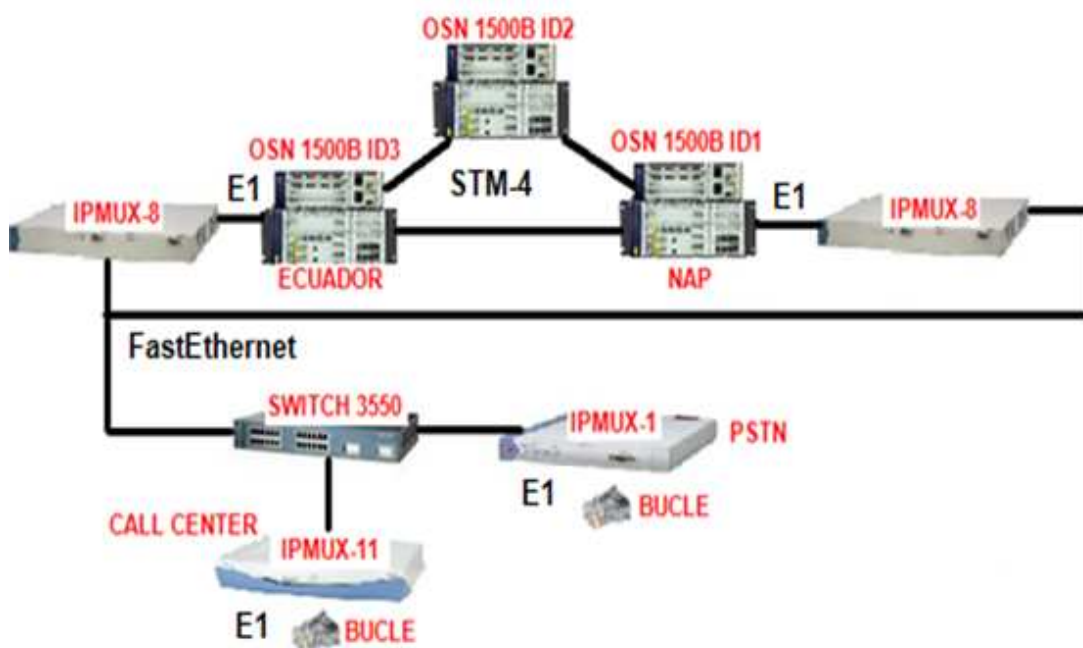 OSN 1500B ID2
OSN 1500B ID3
OSN 1500B ID1
STM-4
E1
E1
IPMUX-8
IPMUX-8
ECUADOR
NAP
FastEthernet
SWITCH 3550
IPMUX-1
PSTN
E1
BUCLE
CALL CENTER
IPMUX-11
E1
BUCLE